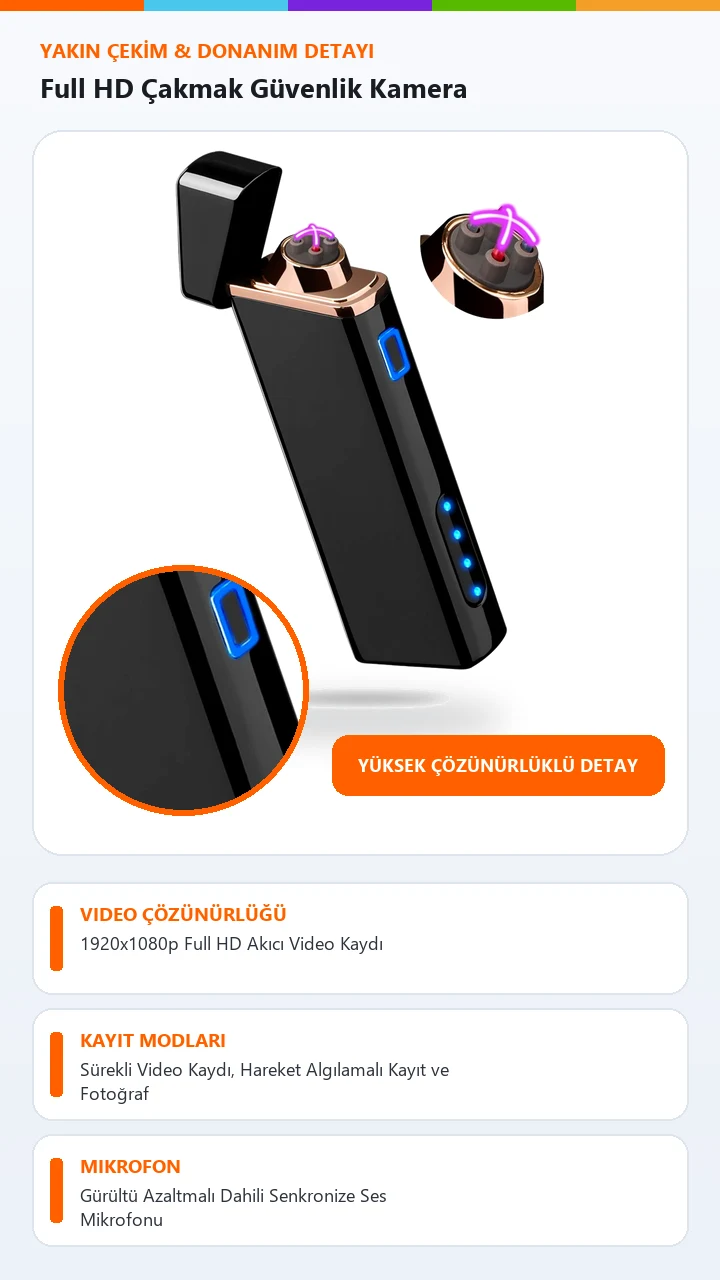 YAKIN ÇEKİM & DONANIM DETAYI
Full HD Çakmak Güvenlik Kamera
YÜKSEK ÇÖZÜNÜRLÜKLÜ DETAY
VIDEO ÇÖZÜNÜRLÜĞÜ
1920x1080p Full HD Akıcı Video Kaydı
KAYIT MODLARI
Sürekli Video Kaydı, Hareket Algılamalı Kayıt ve
Fotoğraf
MIKROFON
Gürültü Azaltmalı Dahili Senkronize Ses
Mikrofonu